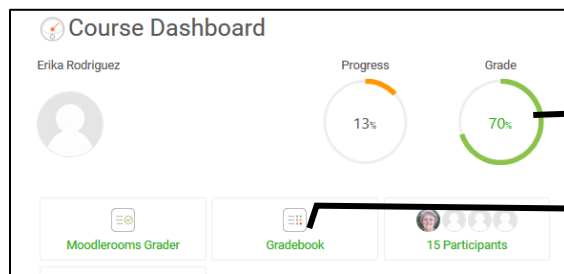 Course Dashboard
Erika Rodriguez
Progress
Grade
13%
70%
Moodlerooms Grader
Gradebook
15 Participants